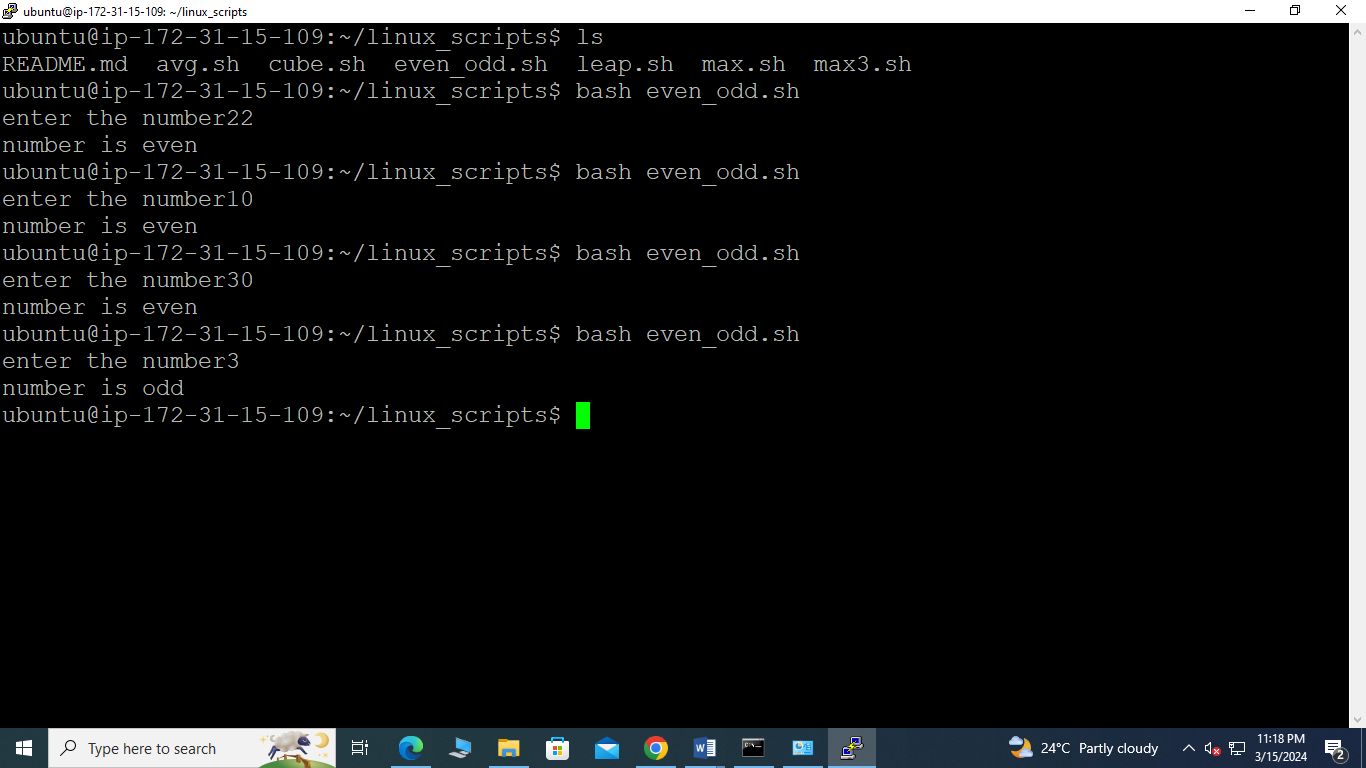 ubuntu@ip-172-31-15-109: ~/linux_scripts
ubuntu@ip-172-31-15-109:~/linux_scripts$ ls
README.md  avg.sh  cube.sh  even_odd.sh  leap.sh  max.sh  max3.sh
ubuntu@ip-172-31-15-109:~/linux_scripts$ bash even_odd.sh
enter the number22
number is even
ubuntu@ip-172-31-15-109:~/linux_scripts$ bash even_odd.sh
enter the number10
number is even
ubuntu@ip-172-31-15-109:~/linux_scripts$ bash even_odd.sh
enter the number30
number is even
ubuntu@ip-172-31-15-109:~/linux_scripts$ bash even_odd.sh
enter the number3
number is odd
ubuntu@ip-172-31-15-109:~/linux_scripts$
Type here to search
24°C Partly cloudy
11:18 PM
3/15/2024
2